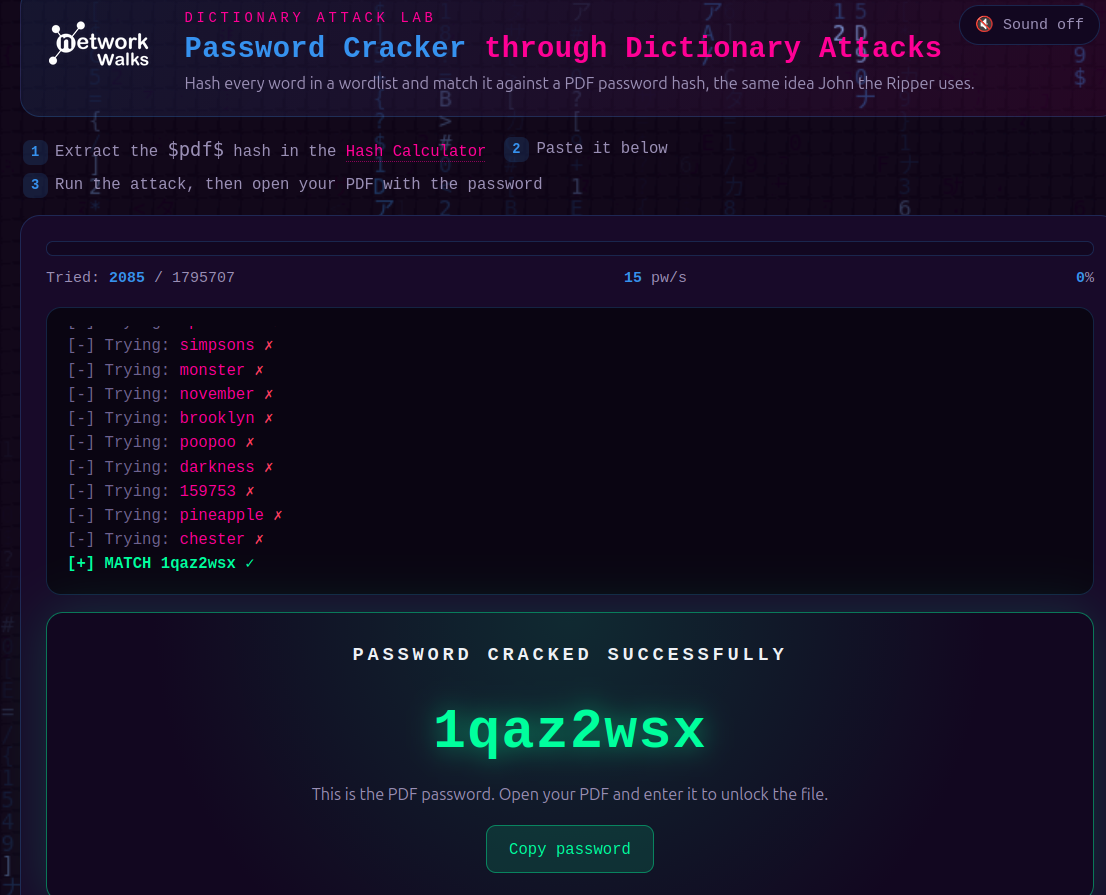 network
walks
DICTIONARY ATTACK LAB
Password Cracker through Dictionary Attacks
Hash every word in a wordlist and match it against a PDF password hash, the same idea John the Ripper uses.
🔇 Sound off
1 Extract the $pdf$ hash in the Hash Calculator
2 Paste it below
3 Run the attack, then open your PDF with the password
Tried: 2085 / 1795707
15 pw/s
0%
[-] Trying: simpsons ✗
[-] Trying: monster ✗
[-] Trying: november ✗
[-] Trying: brooklyn ✗
[-] Trying: poopoo ✗
[-] Trying: darkness ✗
[-] Trying: 159753 ✗
[-] Trying: pineapple ✗
[-] Trying: chester ✗
[+] MATCH 1qaz2wsx ✓
PASSWORD CRACKED SUCCESSFULLY
1qaz2wsx
This is the PDF password. Open your PDF and enter it to unlock the file.
Copy password